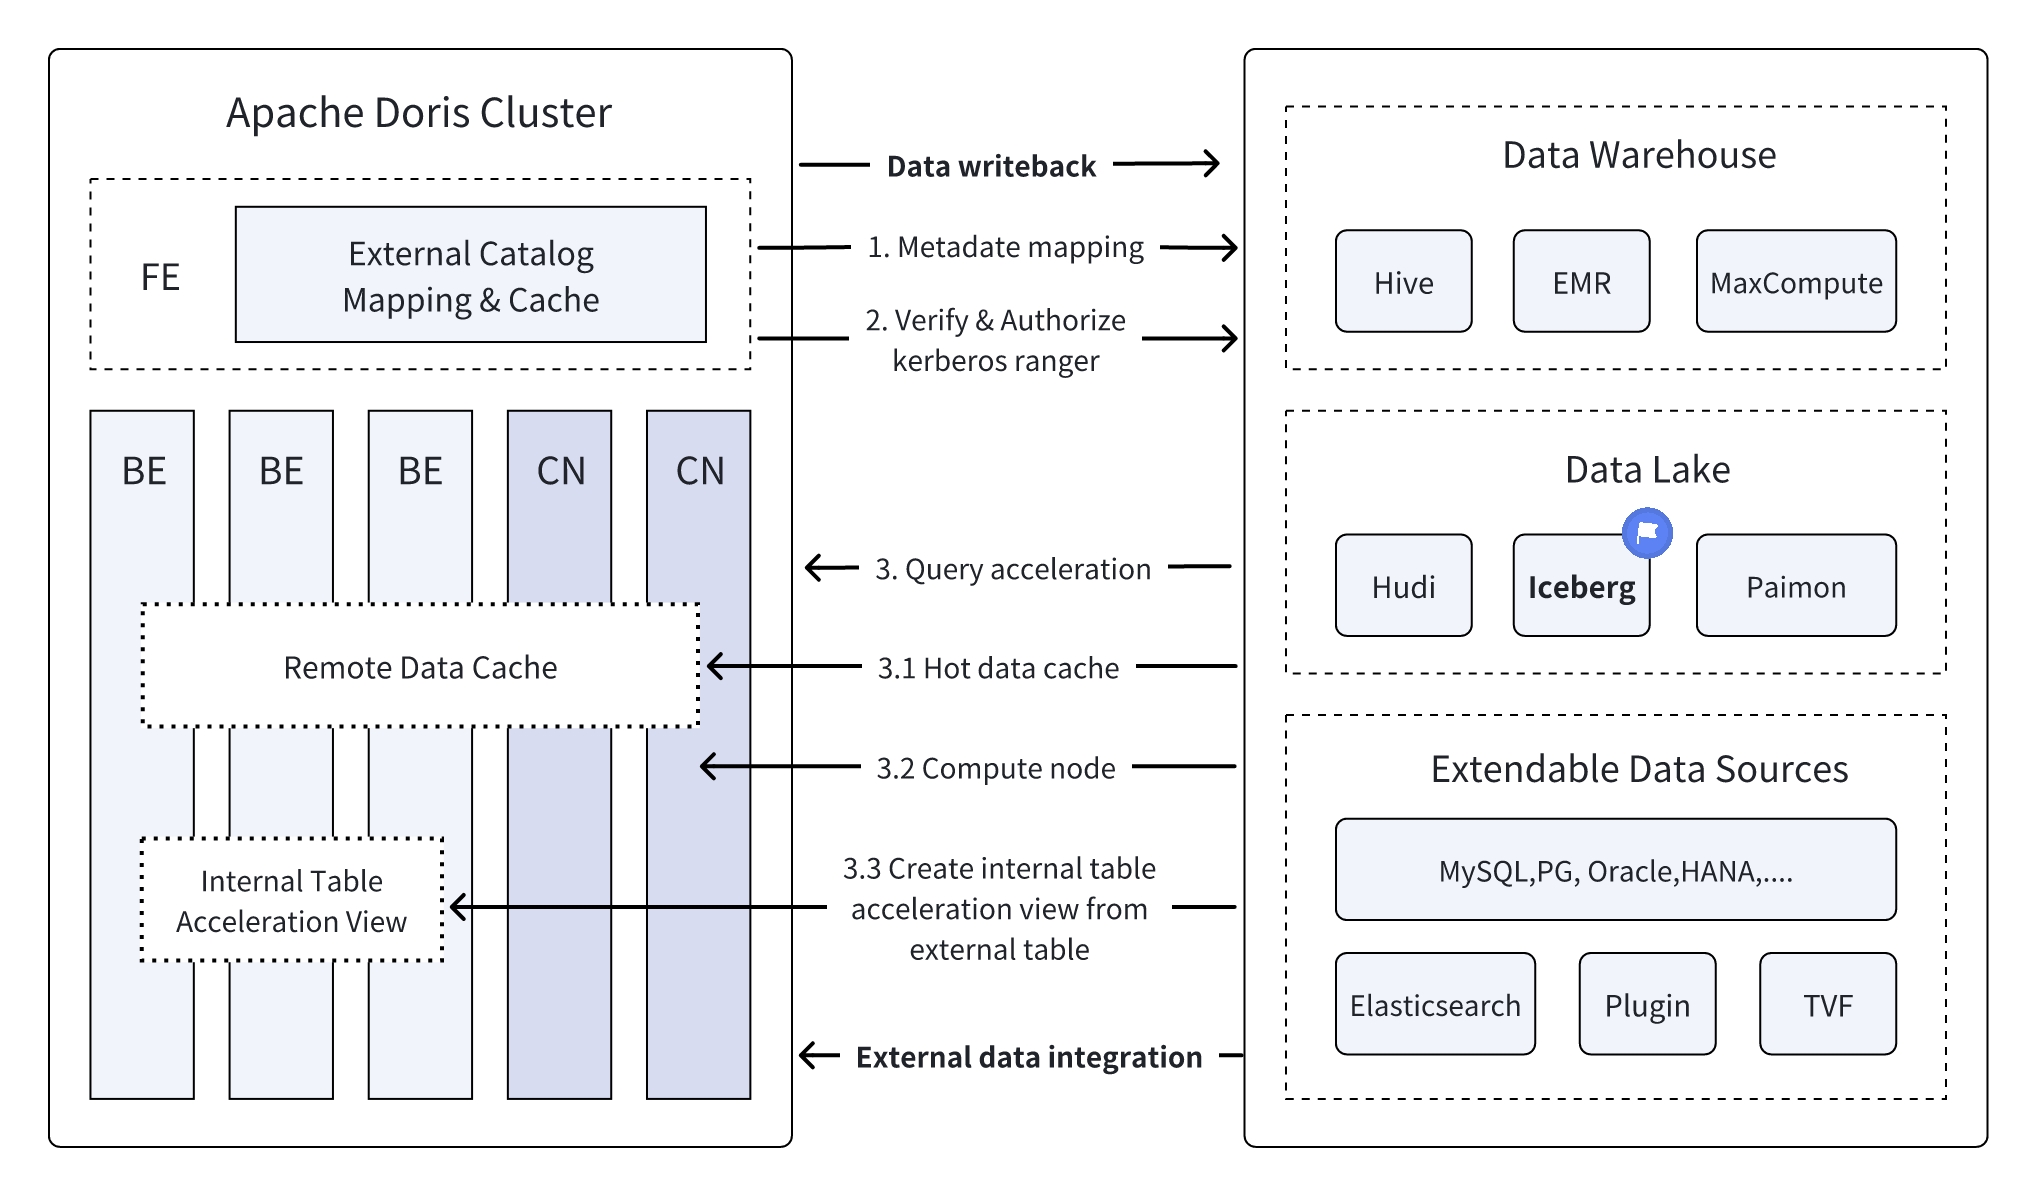 Apache Doris Cluster
FE
External Catalog
Mapping & Cache
BE
BE
BE
CN
CN
Remote Data Cache
Internal Table
Acceleration View
Data writeback
1. Metadate mapping
2. Verify & Authorize
kerberos ranger
3. Query acceleration
3.1 Hot data cache
3.2 Compute node
3.3 Create internal table
acceleration view from
external table
External data integration
Data Warehouse
Hive
EMR
MaxCompute
Data Lake
Hudi
Iceberg
Paimon
Extendable Data Sources
MySQL,PG, Oracle,HANA,....
Elasticsearch
Plugin
TVF